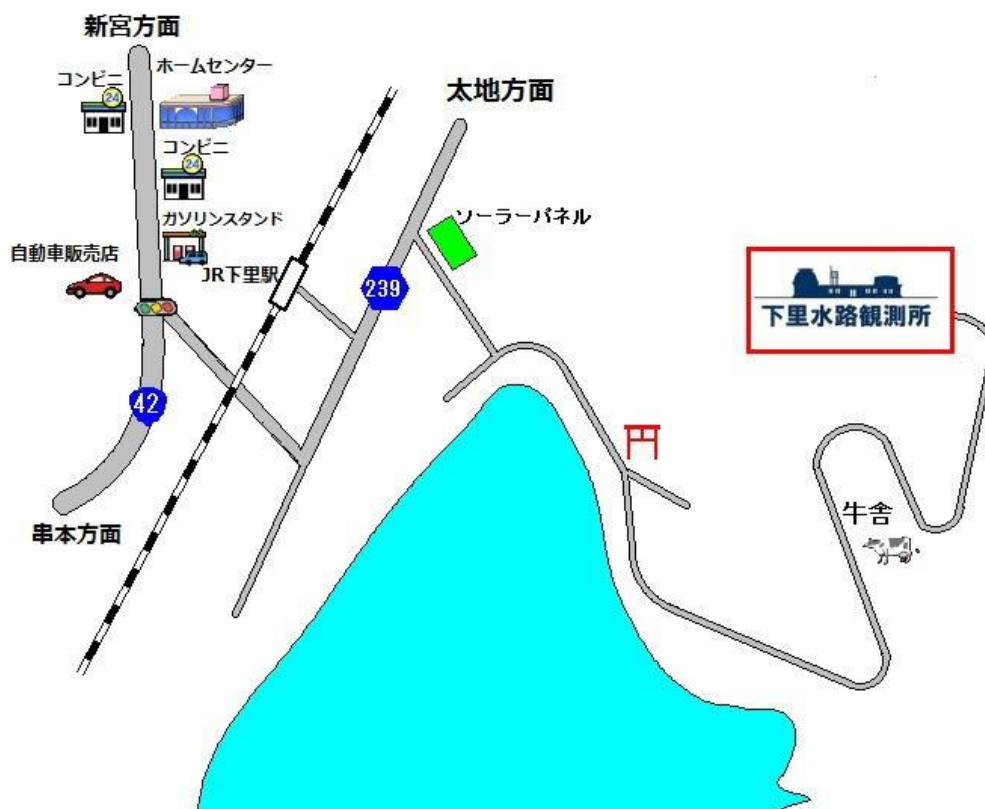 新宮方面
コンビニ
24
ホームセンター
太地方面
コンビニ
24
ガソリンスタンド
ソーラーパネル
自動車販売店
JR下里駅
239
下里水路観測所
42
牛舎
串本方面